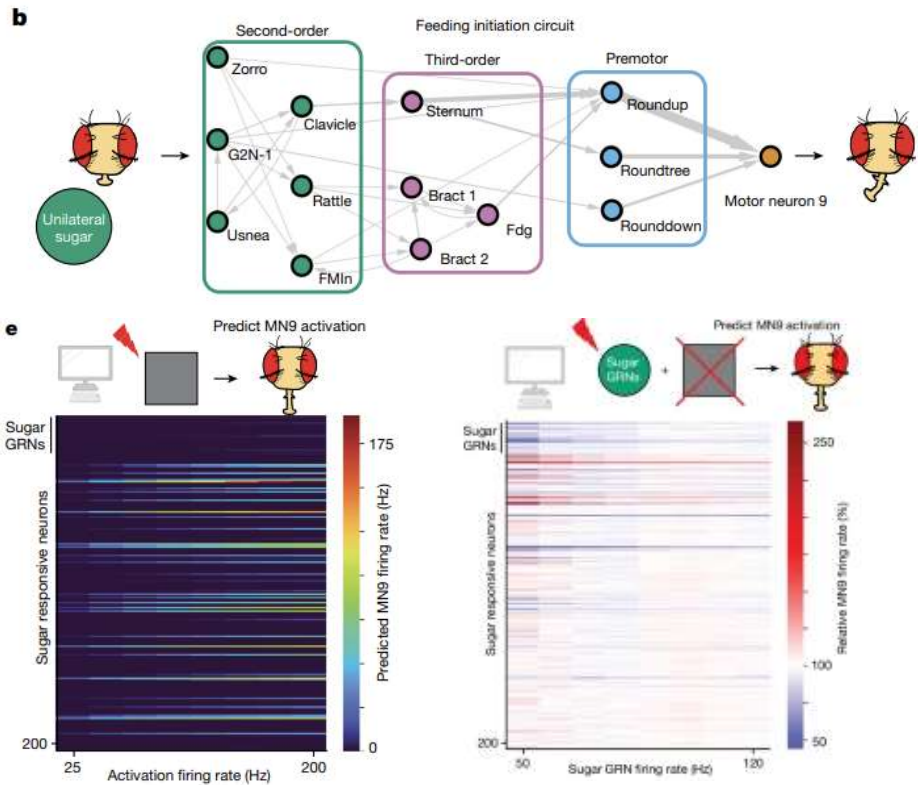 b
Second-order
Feeding initiation circuit
Third-order
Premotor
Zorro
Clavicle
Sternum
Roundup
G2N-1
Rattle
Bract 1
Roundtree
Motor neuron 9
Unilateral
sugar
Usnea
Fdg
Rounddown
FMIn
Bract 2
e
Predict MN9 activation
Sugar
GRNs
Sugar responsive neurons
200
25
200
Activation firing rate (Hz)
175
0
Predicted MN9 firing rate (Hz)
Predict MN9 activation
Sugar
GRNs
+
Sugar
GRNs
Sugar responsive neurons
200
50
120
Sugar GRN firing rate (Hz)
250
100
50
Relative MN9 firing rate (%)